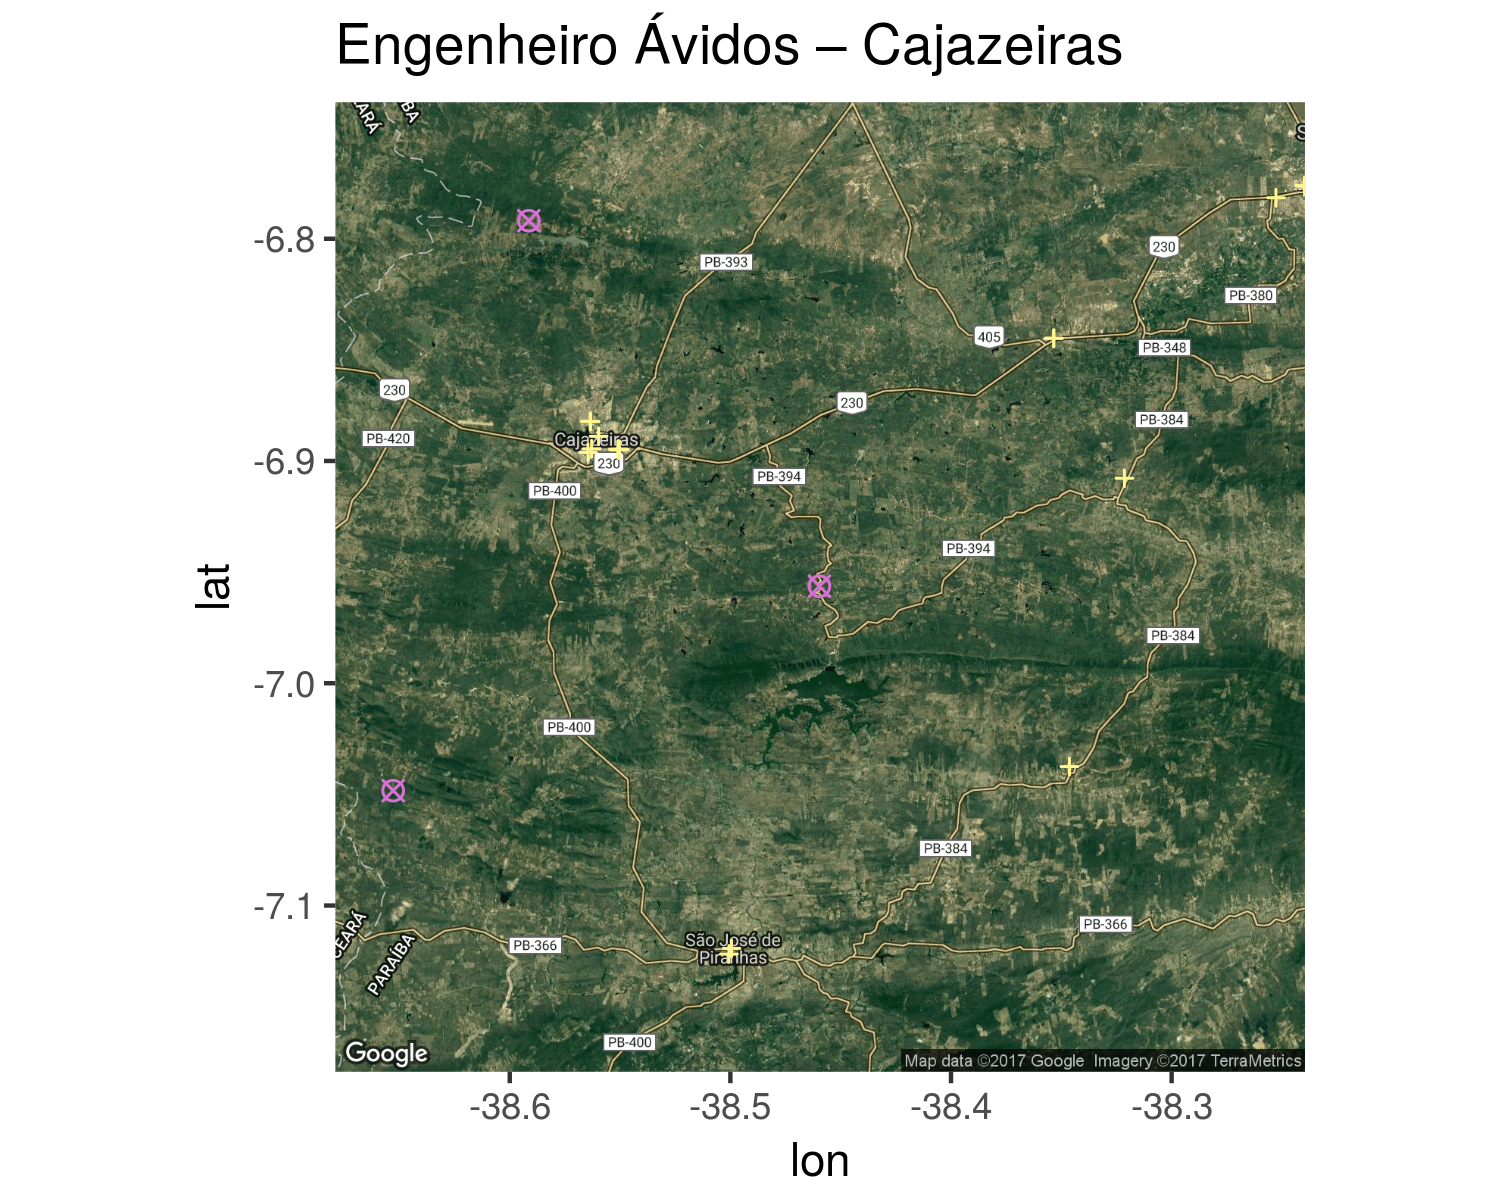 Engenheiro Ávidos – Cajazeiras
230
PB-393
PB-380
405
PB-348
230
230
PB-384
PB-420
Cajazeiras
230
PB-394
PB-400
PB-394
lat
PB-384
PB-400
PB-384
PB-366
CEARÁ
PARAÍBA
PB-366
São José de
Piranhas
PB-400
Google
Map data ©2017 Google Imagery ©2017 TerraMetrics
-6.8
-6.9
-7.0
-7.1
-38.6
-38.5
-38.4
-38.3
lon